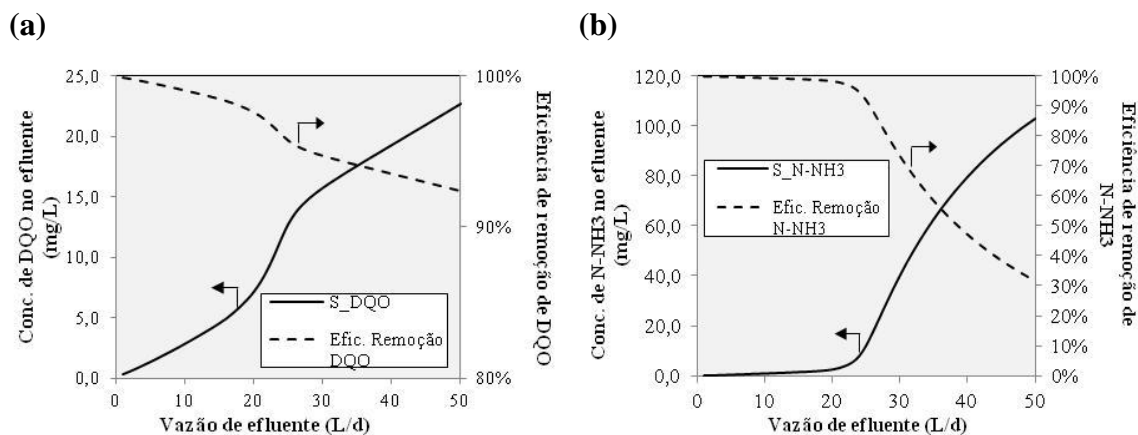 (a)
25,0
20,0
15,0
10,0
5,0
0,0
Conc. de DQO no efluente
(mg/L)
100%
90%
80%
Eficiência de remoção de DQO
S_DQO
Efic. Remoção
DQO
0 10 20 30 40 50
Vazão de efluente (L/d)
(b)
120,0
100,0
80,0
60,0
40,0
20,0
0,0
Conc. de N-NH3 no efluente
(mg/L)
100%
90%
80%
70%
60%
50%
40%
30%
20%
10%
0%
Eficiência de remoção de
N-NH3
S_N-NH3
Efic. Remoção
N-NH3
0 10 20 30 40 50
Vazão de efluente (L/d)